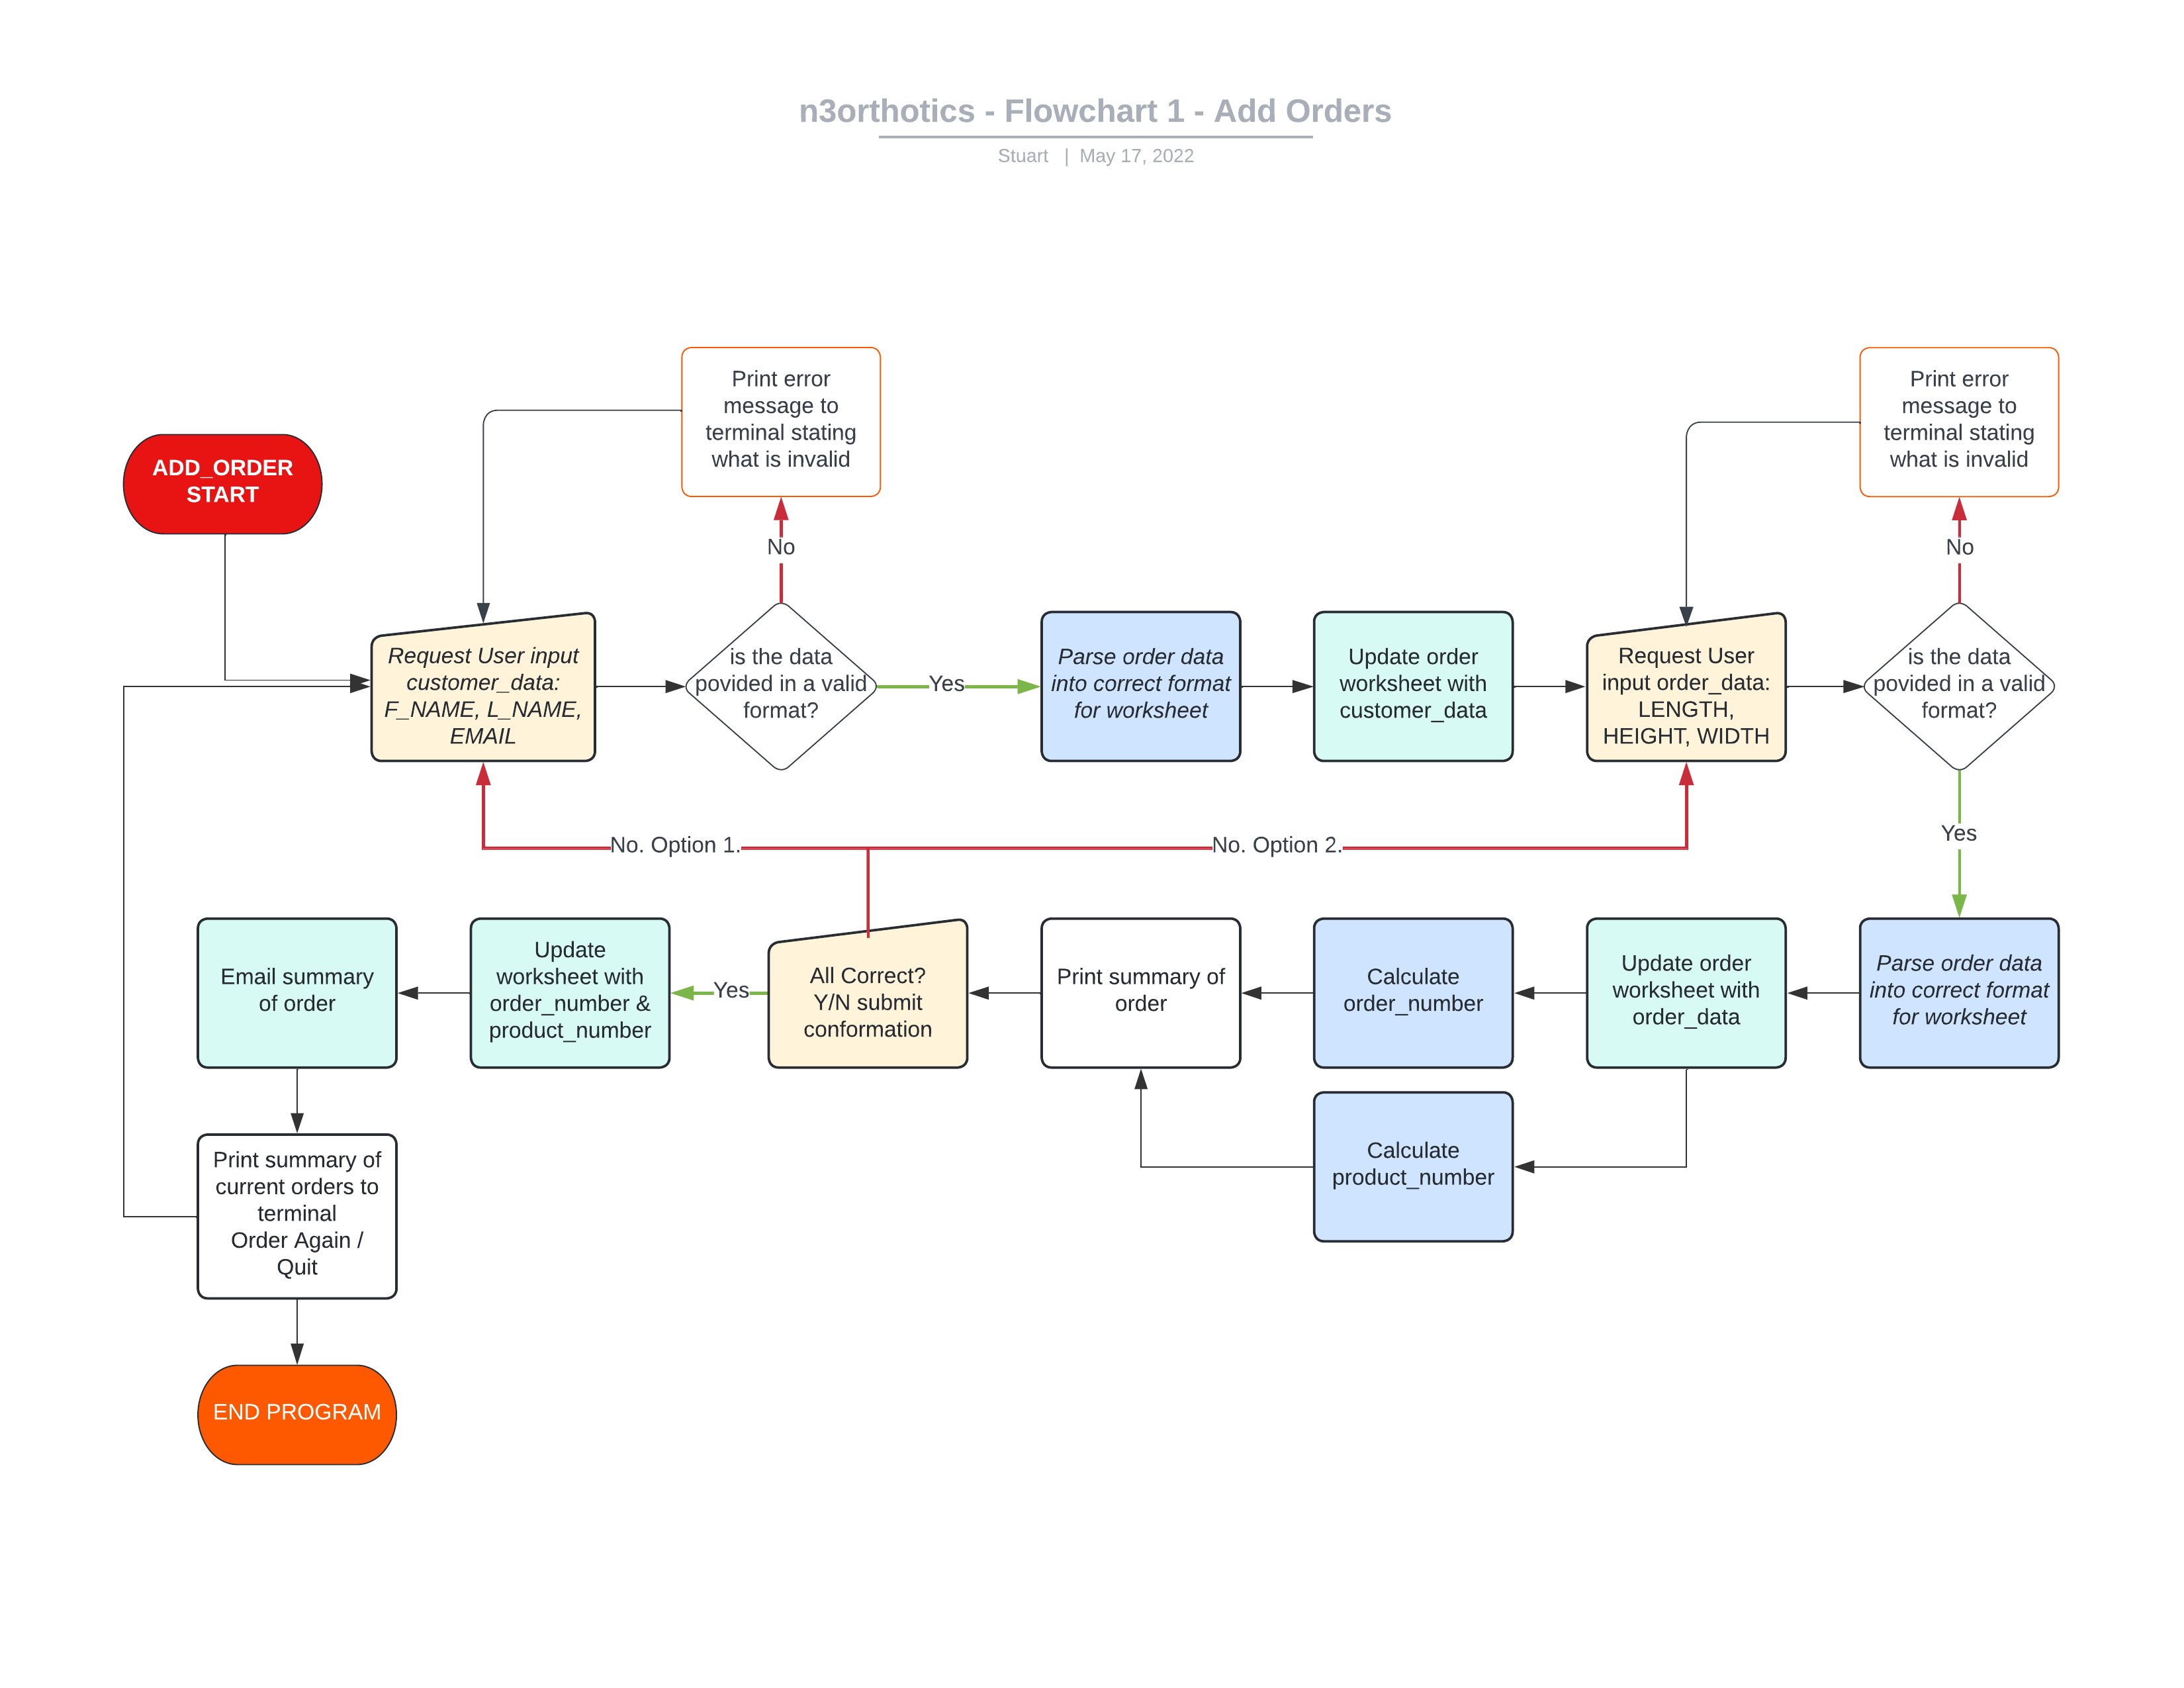 n3orthotics - Flowchart 1 - Add Orders
Stuart | May 17, 2022
Print error
message to
terminal stating
what is invalid
Print error
message to
terminal stating
what is invalid
ADD_ORDER
START
No
No
Request User input
customer_data:
F_NAME, L_NAME,
EMAIL
is the data
povided in a valid
format?
Yes
Parse order data
into correct format
for worksheet
Update order
worksheet with
customer_data
Request User
input order_data:
LENGTH,
HEIGHT, WIDTH
is the data
povided in a valid
format?
No. Option 1.
No. Option 2.
Yes
Email summary
of order
Update
worksheet with
order_number &
product_number
Yes
All Correct?
Y/N submit
conformation
Print summary of
order
Calculate
order_number
Update order
worksheet with
order_data
Parse order data
into correct format
for worksheet
Calculate
product_number
Print summary of
current orders to
terminal
Order Again /
Quit
END PROGRAM